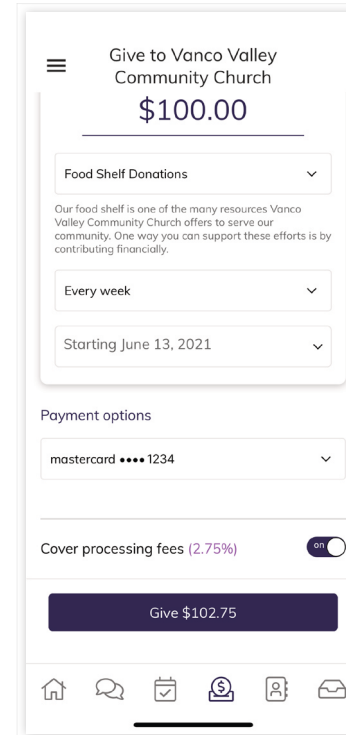 Give to Vanco Valley
Community Church
$100.00
Food Shelf Donations
Our food shelf is one of the many resources Vanco
Valley Community Church offers to serve our
community. One way you can support these efforts is by
contributing financially.
Every week
Starting June 13, 2021
Payment options
mastercard •••• 1234
Cover processing fees (2.75%)
on
Give $102.75